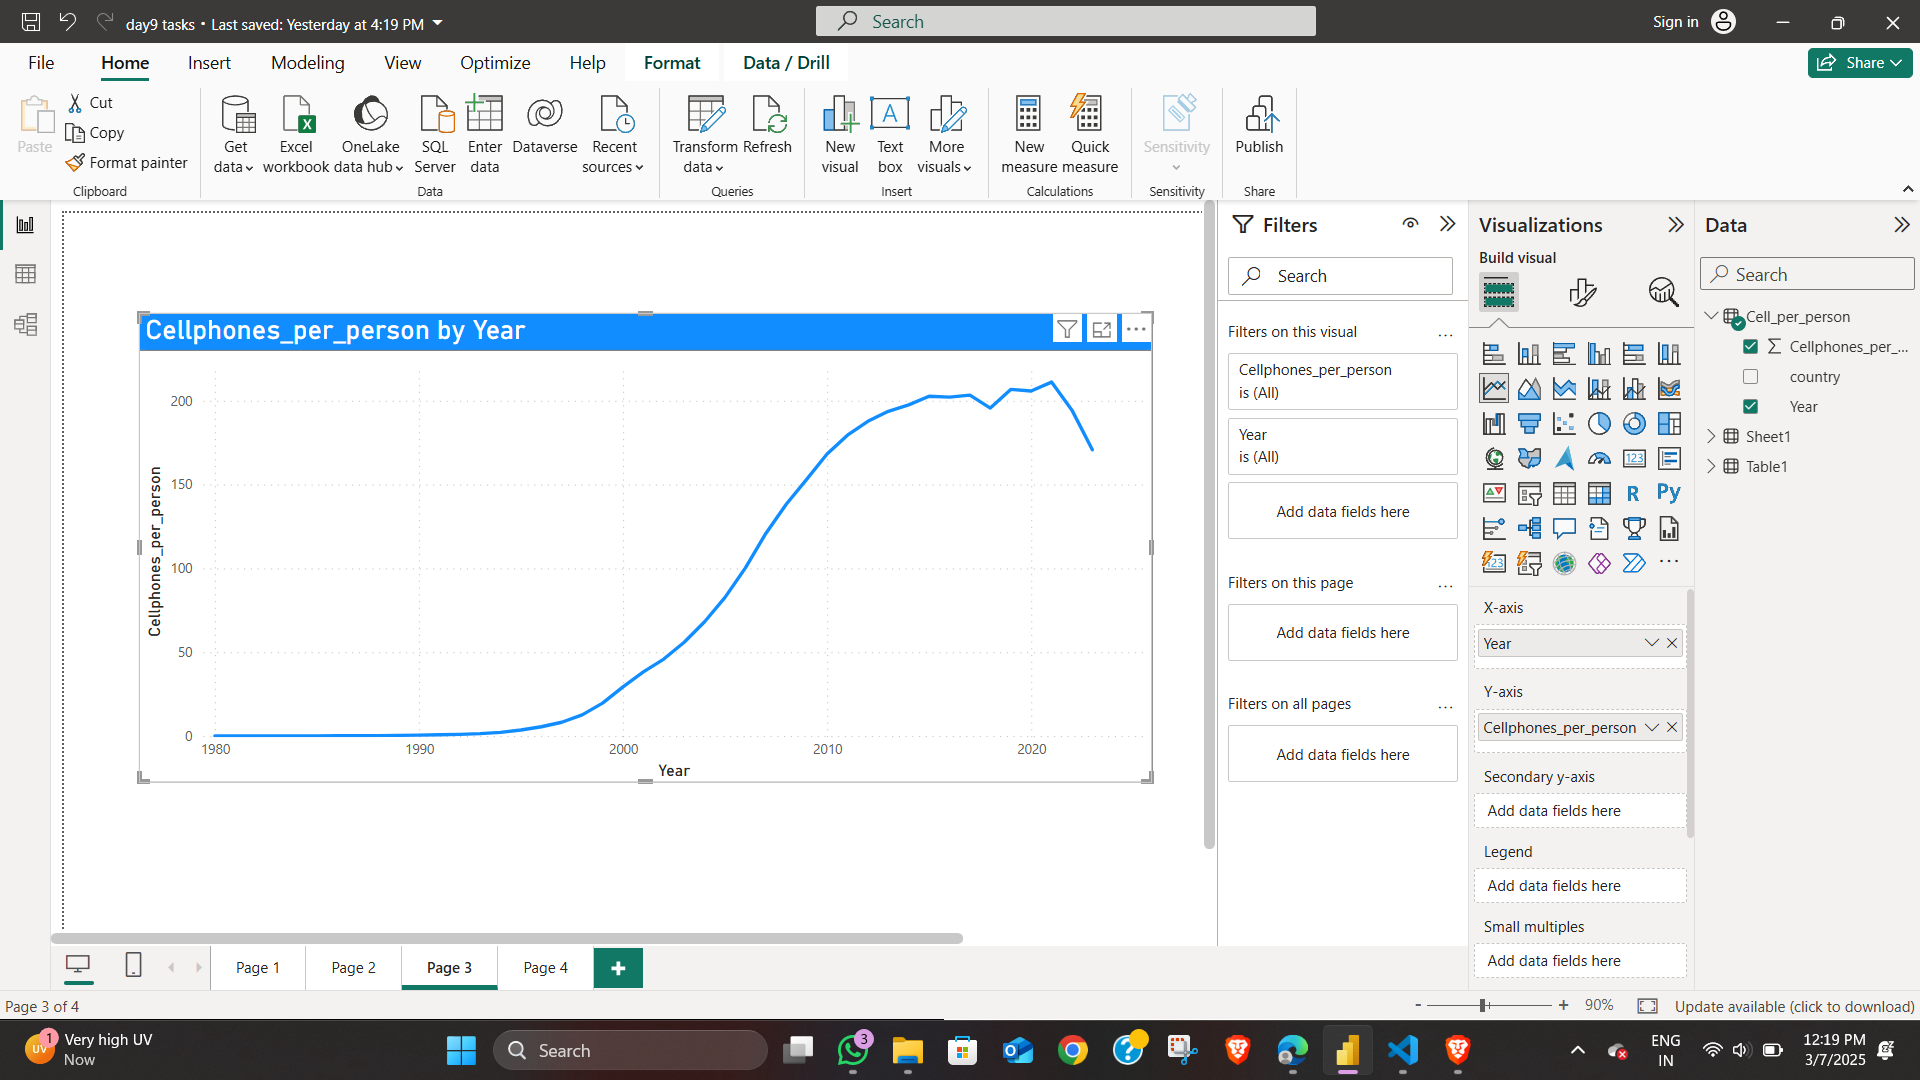 day9 tasks • Last saved: Yesterday at 4:19 PM
Search
Sign in
File
Home
Insert
Modeling
View
Optimize
Help
Format
Data / Drill
Share
Paste
Cut
Copy
Format painter
Clipboard
Get data
Excel workbook
OneLake data hub
SQL Server
Enter data
Dataverse
Recent sources
Data
Transform data
Refresh
Queries
New visual
Text box
More visuals
Insert
New measure
Quick measure
Calculations
Sensitivity
Sensitivity
Publish
Share
Cellphones_per_person by Year
Cellphones_per_person
200
150
100
50
0
1980
1990
2000
2010
2020
Year
Filters
Search
Filters on this visual
...
Cellphones_per_person
is (All)
Year
is (All)
Add data fields here
Filters on this page
...
Add data fields here
Filters on all pages
...
Add data fields here
Visualizations
Build visual
123
R
Py
123
...
X-axis
Year
Y-axis
Cellphones_per_person
Secondary y-axis
Add data fields here
Legend
Add data fields here
Small multiples
Add data fields here
Data
Search
Cell_per_person
Cellphones_per_...
country
Year
Sheet1
Table1
Page 1
Page 2
Page 3
Page 4
+
Page 3 of 4
-
+
90%
Update available (click to download)
UV
1
Very high UV
Now
Search
3
ENG
IN
12:19 PM
3/7/2025